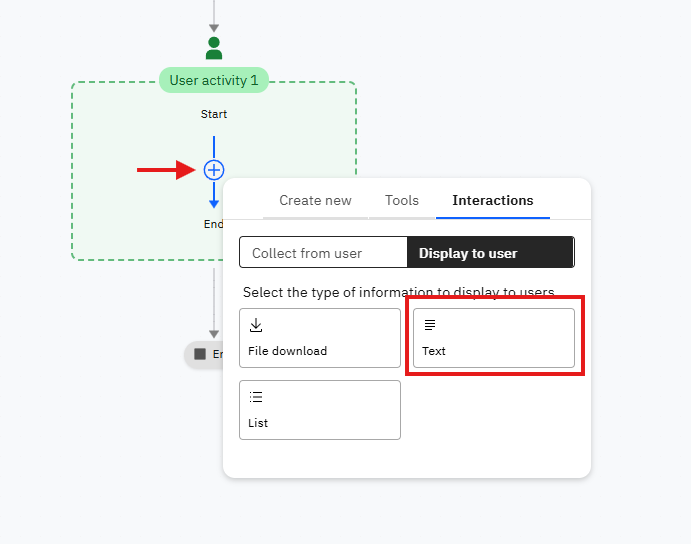 User activity 1
Start
End
Create new Tools Interactions
Collect from user Display to user
Select the type of information to display to users
File download Text
List